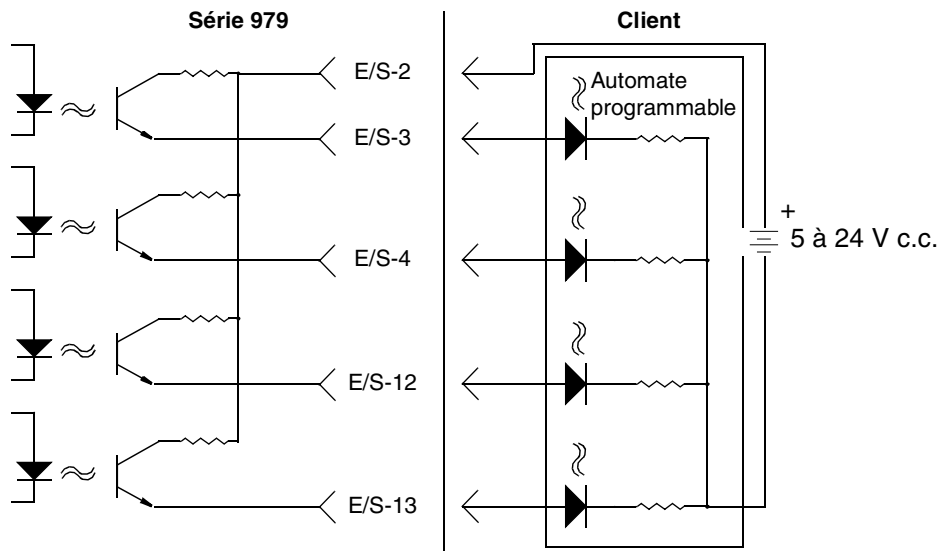 Série 979
Client
E/S-2
Automate
programmable
E/S-3
+
5 à 24 V c.c.
E/S-4
E/S-12
E/S-13